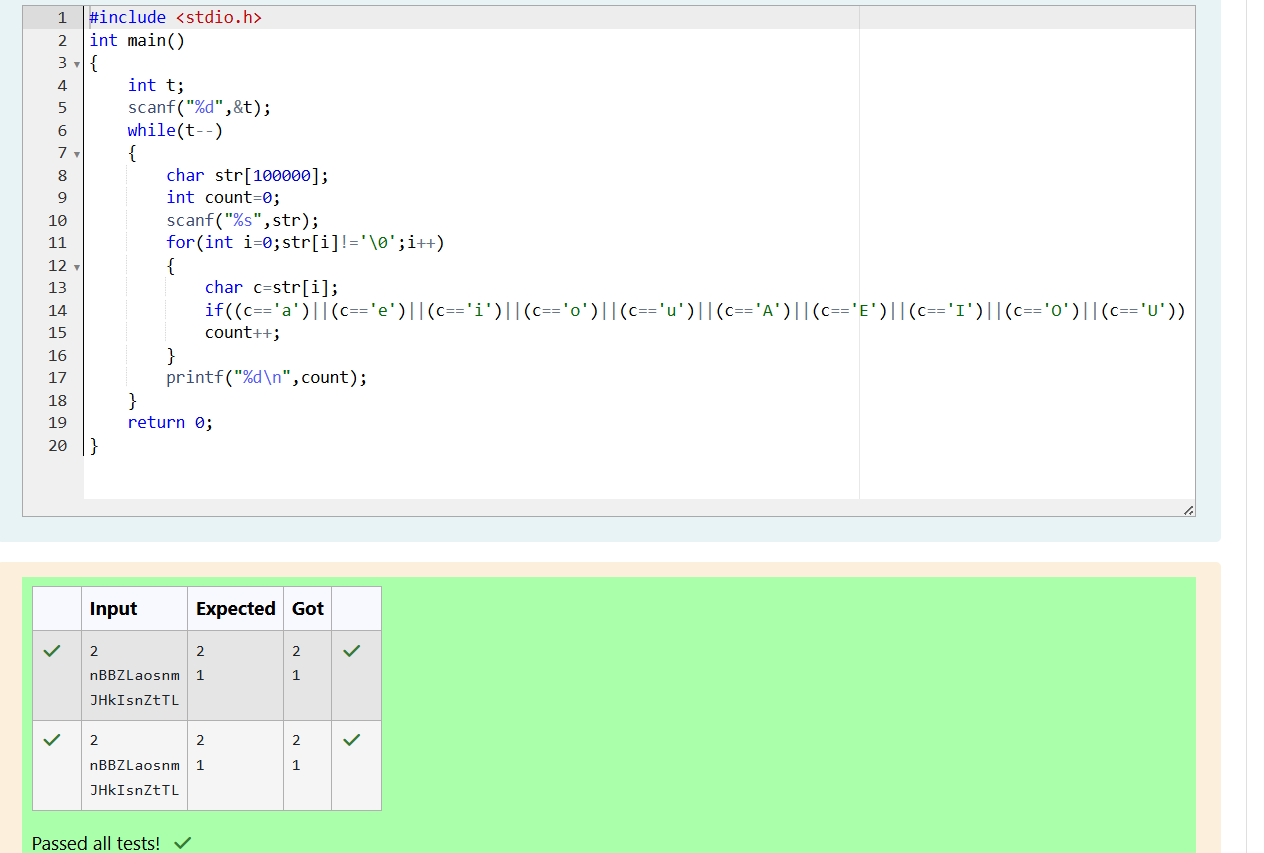 1 #include <stdio.h>
2 int main()
3 {
4     int t;
5     scanf("%d",&t);
6     while(t--)
7     {
8         char str[100000];
9         int count=0;
10         scanf("%s",str);
11         for(int i=0;str[i]!='\0';i++)
12         {
13             char c=str[i];
14             if((c=='a')||(c=='e')||(c=='i')||(c=='o')||(c=='u')||(c=='A')||(c=='E')||(c=='I')||(c=='O')||(c=='U'))
15             count++;
16         }
17         printf("%d\n",count);
18     }
19     return 0;
20 }
Input Expected Got
2 2 2
nBBZLaosnm 1 1
JHkIsnZtTL
2 2 2
nBBZLaosnm 1 1
JHkIsnZtTL
Passed all tests!